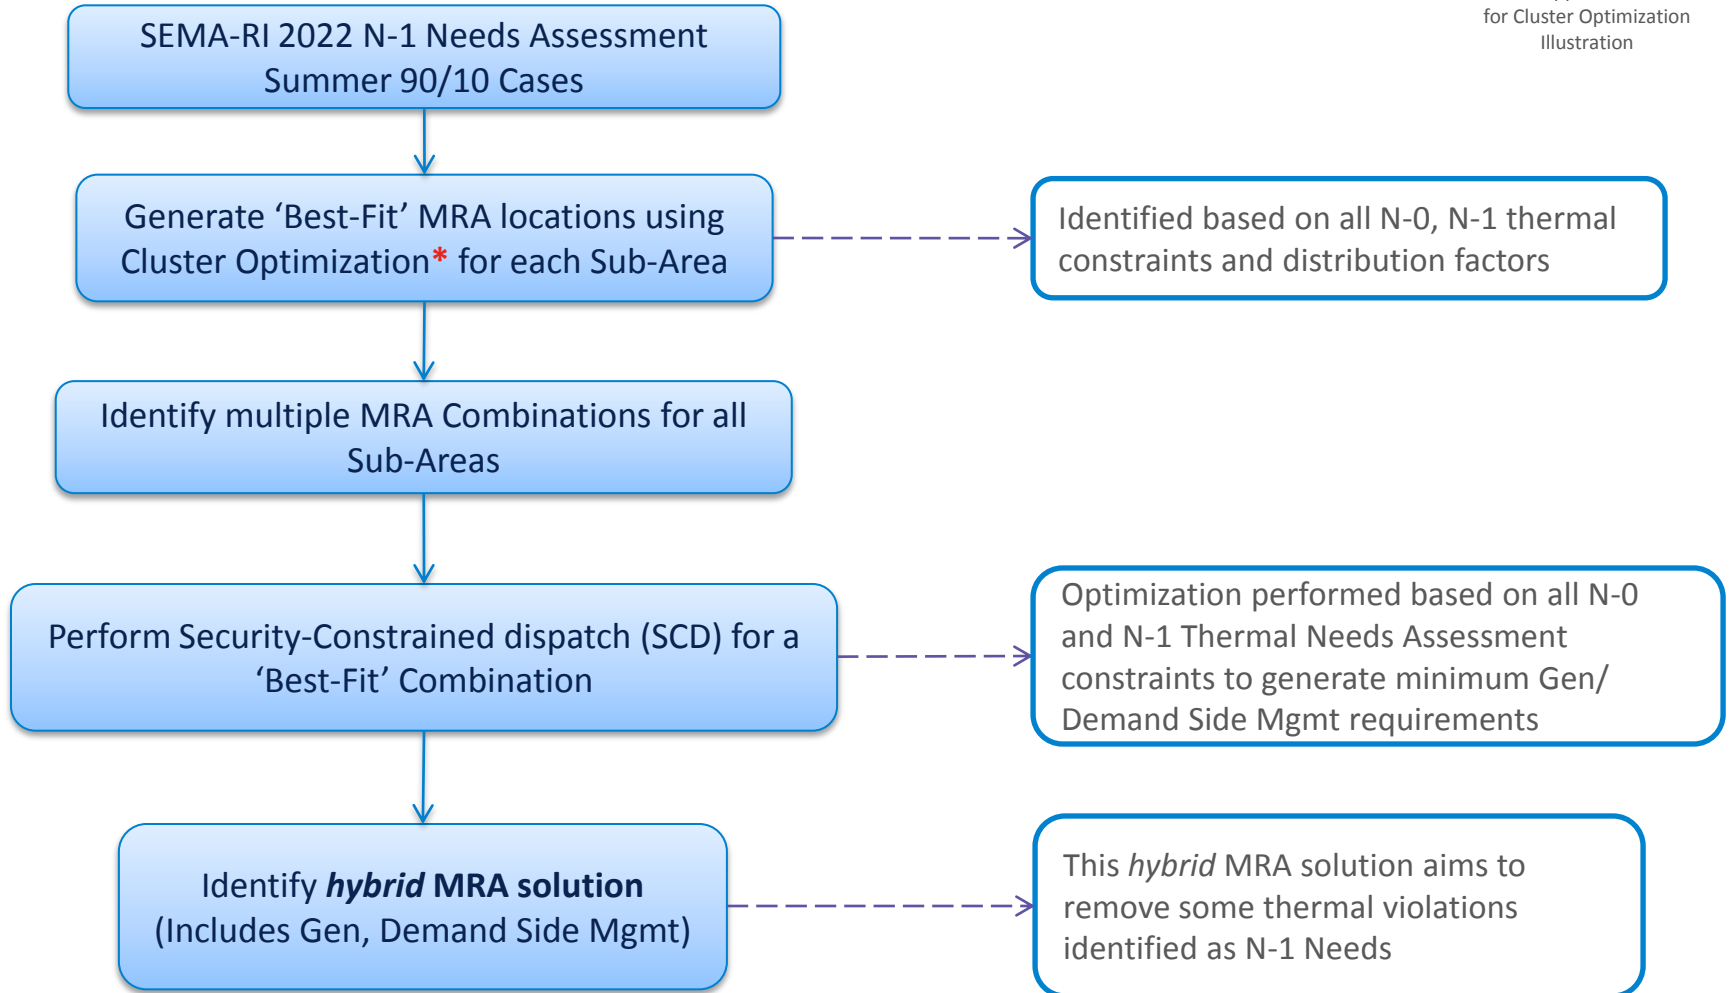 for Cluster Optimization
Illustration
SEMA-RI 2022 N-1 Needs Assessment
Summer 90/10 Cases
Generate ‘Best-Fit’ MRA locations using
Cluster Optimization* for each Sub-Area
Identified based on all N-0, N-1 thermal
constraints and distribution factors
Identify multiple MRA Combinations for all
Sub-Areas
Perform Security-Constrained dispatch (SCD) for a
‘Best-Fit’ Combination
Optimization performed based on all N-0
and N-1 Thermal Needs Assessment
constraints to generate minimum Gen/
Demand Side Mgmt requirements
Identify hybrid MRA solution
(Includes Gen, Demand Side Mgmt)
This hybrid MRA solution aims to
remove some thermal violations
identified as N-1 Needs